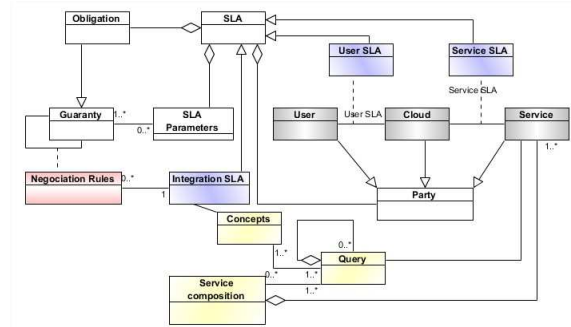 Obligation
SLA
User SLA
Service SLA
Service SLA
Guaranty
1..*
0..*
SLA
Parameters
User
User SLA
Cloud
Service
1..*
Negociation Rules
0..*
1
Integration SLA
Party
Concepts
1..*
0..*
Query
0..*
1..*
1..*
Service
composition